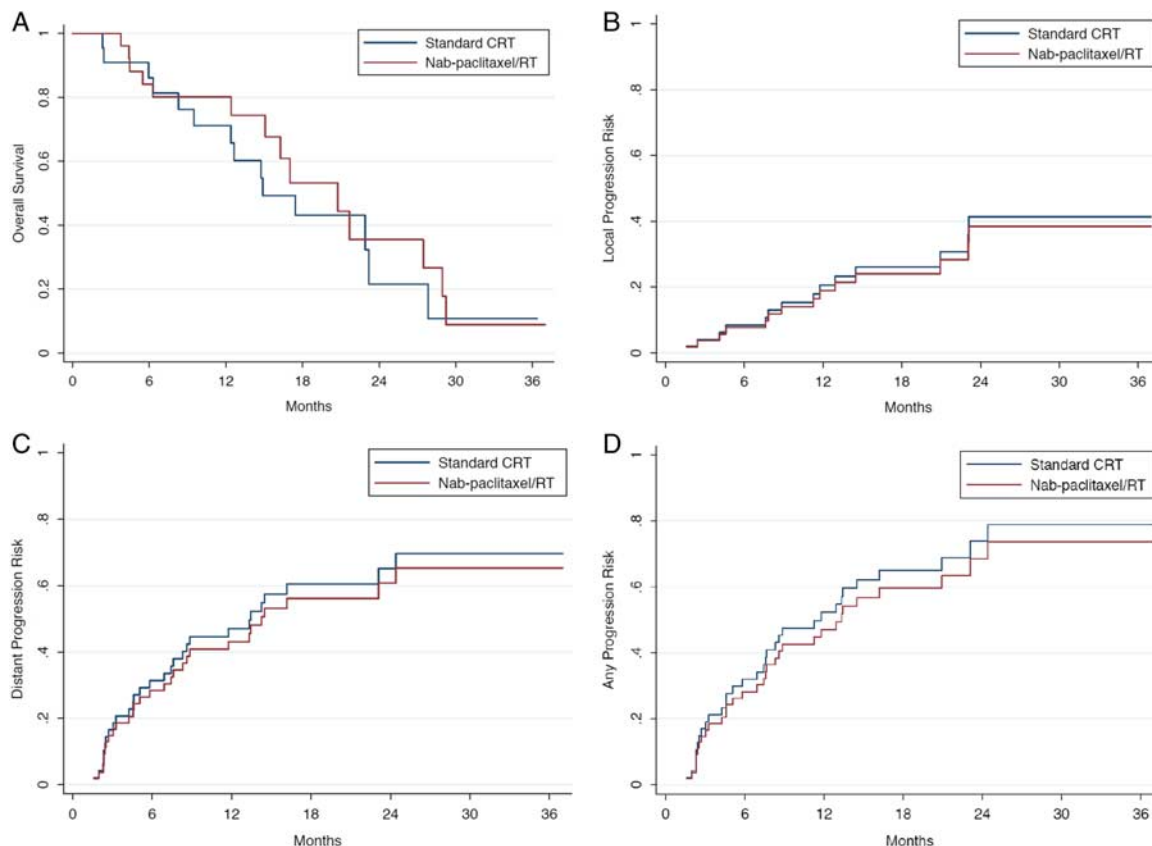 A
Standard CRT
Nab-paclitaxel/RT
Overall Survival
1
0.8
0.6
0.4
0.2
0
0 6 12 18 24 30 36
Months
B
Standard CRT
Nab-paclitaxel/RT
Local Progression Risk
1
.8
.6
.4
.2
0
0 6 12 18 24 30 36
Months
C
Standard CRT
Nab-paclitaxel/RT
Distant Progression Risk
1
.8
.6
.4
.2
0
0 6 12 18 24 30 36
Months
D
Standard CRT
Nab-paclitaxel/RT
Any Progression Risk
1
.8
.6
.4
.2
0
0 6 12 18 24 30 36
Months